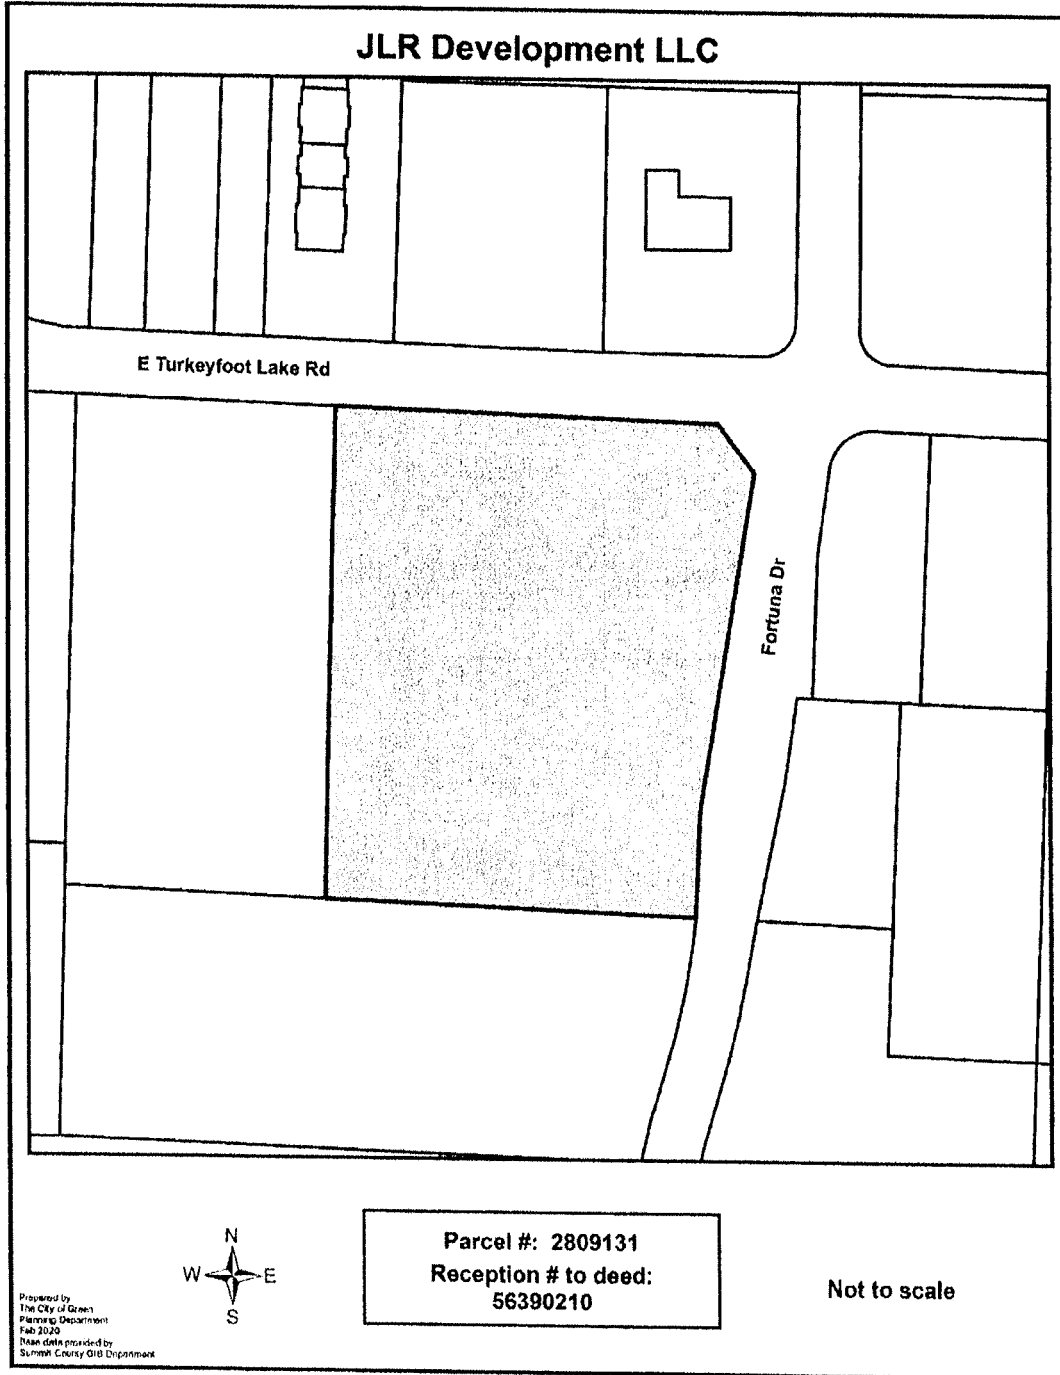 JLR Development LLC
E Turkeyfoot Lake Rd
Fortuna Dr
N
W E
S
Parcel #: 2809131
Reception # to deed:
56390210
Not to scale
Prepared by
The City of Green
Planning Department
Feb 2020
Base data provided by
Summit County GIS Department